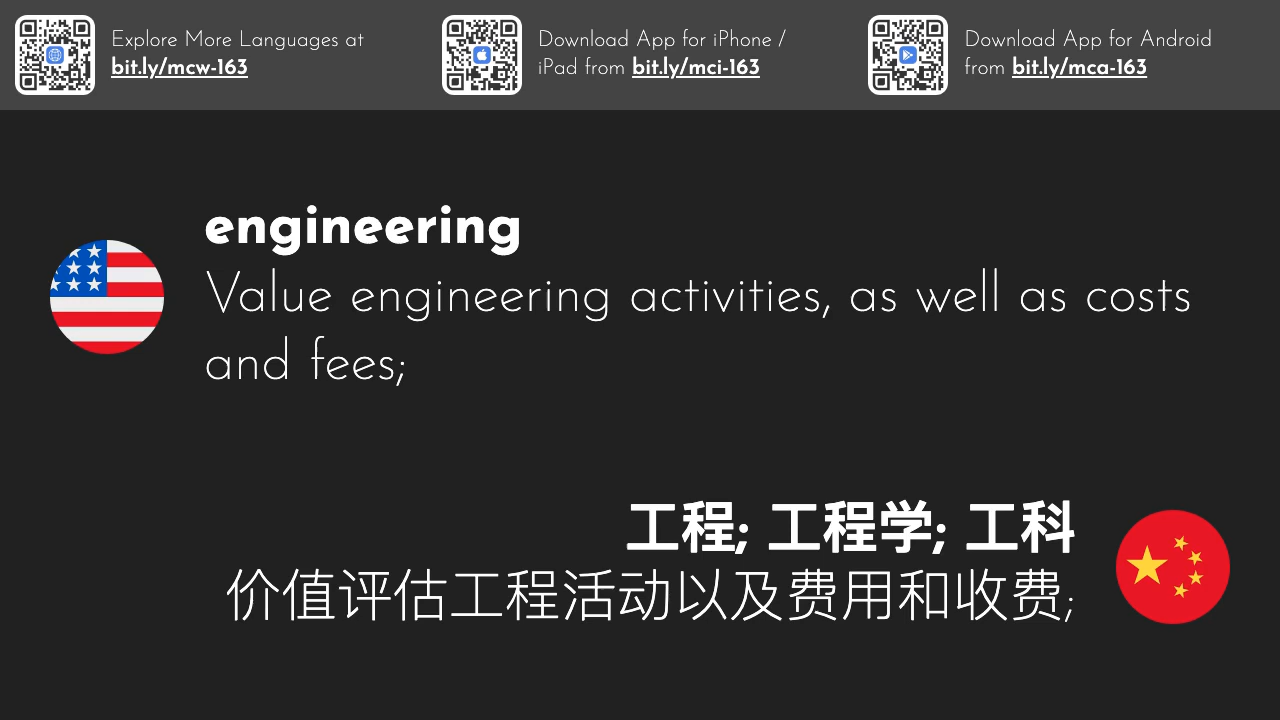 Explore More Languages at
bit.ly/mcw-163
Download App for iPhone /
iPad from bit.ly/mci-163
Download App for Android
from bit.ly/mca-163
engineering
Value engineering activities, as well as costs
and fees;
工程; 工程学; 工科
价值评估工程活动以及费用和收费;